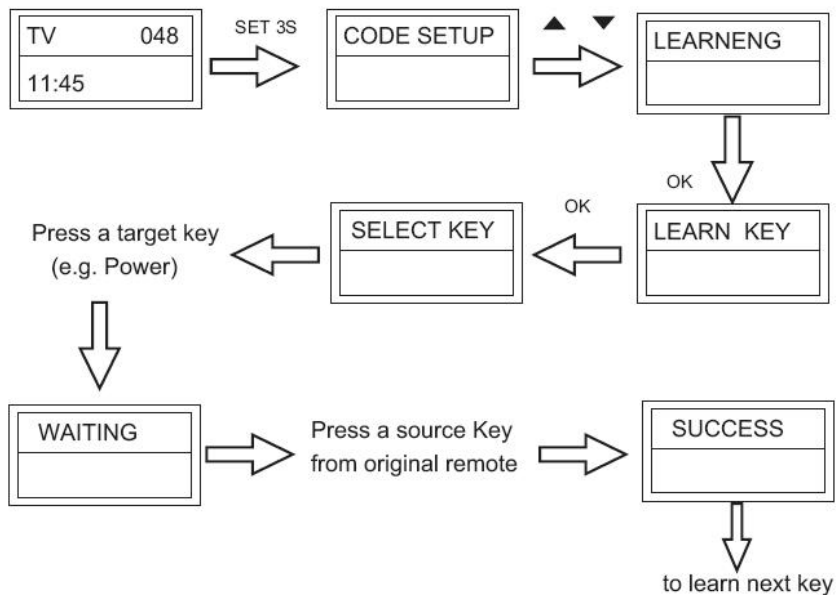 TV 048
11:45
SET 3S
CODE SETUP
▲ ▼
LEARNENG
OK
LEARN KEY
OK
SELECT KEY
Press a target key
(e.g. Power)
WAITING
Press a source Key
from original remote
SUCCESS
to learn next key